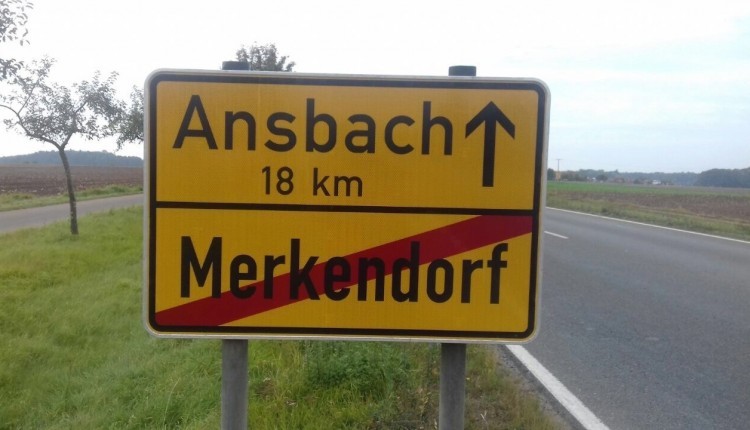 Ansbach
18 km
Merkendorf